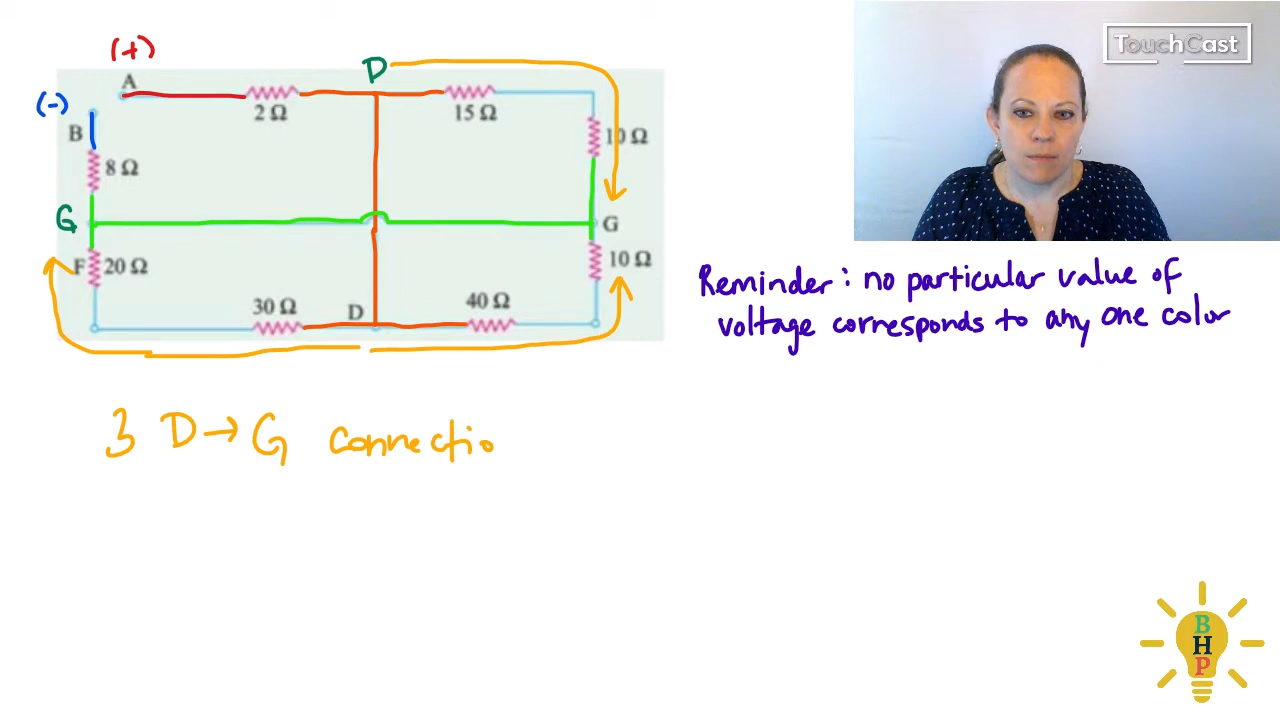 (+)
D
TouchCast
A
(-)
2 Ω
15 Ω
B
10 Ω
8 Ω
G
G
F
20 Ω
10 Ω
Reminder: no particular value of
voltage corresponds to any one color
30 Ω
D
40 Ω
3 D→G connectio
B
H
P